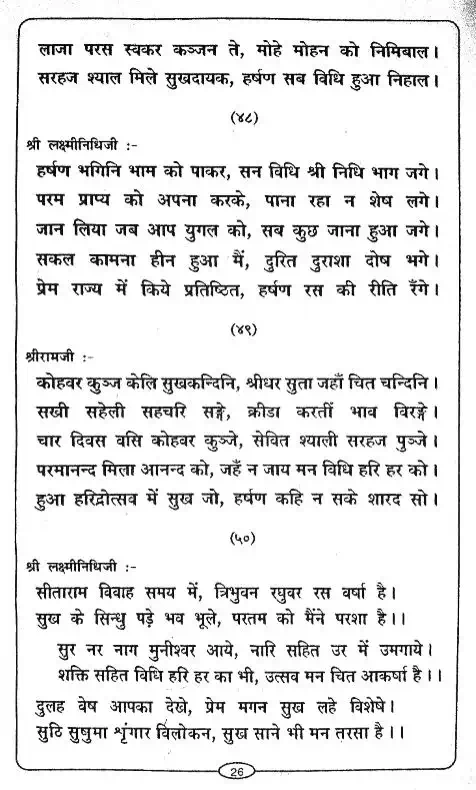 लाजा परस स्वकर कञ्जन ते, मोहे मोहन को निमिबाल।
सरहज श्याल मिले सुखदायक, हर्षण सब विधि हुआ निहाल।
(४८)
श्री लक्ष्मीनिधिजी :-
हर्षण भगिनि भाम को पाकर, सन विधि श्री निधि भाग जगे।
परम प्राप्य को अपना करके, पाना रहा न शेष लगे।
जान लिया जब आप युगल को, सब कुछ जाना हुआ जगे।
सकल कामना हीन हुआ मैं, दुरित दुराशा दोष भगे।
प्रेम राज्य में किये प्रतिष्ठित, हर्षण रस की रीति रँगे।
(४९)
श्रीरामजी :-
कोहवर कुञ्ज केलि सुखकन्दिनि, श्रीधर सुता जहाँ चित चन्दिनि।
सखी सहेली सहचरि सङ्गे, क्रीडा करतीं भाव विरङ्गे।
चार दिवस वसि कोहवर कुञ्जे, सेवित श्याली सरहज पुञ्जे।
परमानन्द मिला आनन्द को, जहँ न जाय मन विधि हरि हर को।
हुआ हरिद्रोत्सव में सुख जो, हर्षण कहि न सके शारद सो।
(५०)
श्री लक्ष्मीनिधिजी :-
सीताराम विवाह समय में, त्रिभुवन रघुवर रस वर्षा है।
सुख के सिन्धु पड़े भव भूले, परतम को मैंने परशा है।।
सुर नर नाग मुनीश्वर आये, नारि सहित उर में उमगाये।
शक्ति सहित विधि हरि हर का भी, उत्सव मन चित आकर्षा है।।
दुलह वेष आपका देखे, प्रेम मगन सुख लहे विशेषे।
सुठि सुषुमा शृंगार विलोकन, सुख साने भी मन तरसा है।।
26